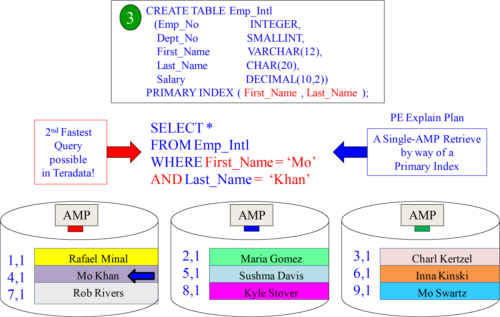 3
CREATE TABLE Emp_Intl
(Emp_No INTEGER,
Dept_No SMALLINT,
First_Name VARCHAR(12),
Last_Name CHAR(20),
Salary DECIMAL(10,2))
PRIMARY INDEX ( First_Name , Last_Name );
2nd Fastest
Query
possible
in Teradata!
SELECT *
FROM Emp_Intl
WHERE First_Name = ‘Mo’
AND Last_Name = ‘Khan’
PE Explain Plan
A Single-AMP Retrieve
by way of a
Primary Index
AMP
1,1 Rafael Minal
4,1 Mo Khan
7,1 Rob Rivers
AMP
2,1 Maria Gomez
5,1 Sushma Davis
8,1 Kyle Stover
AMP
3,1 Charl Kertzel
6,1 Inna Kinski
9,1 Mo Swartz